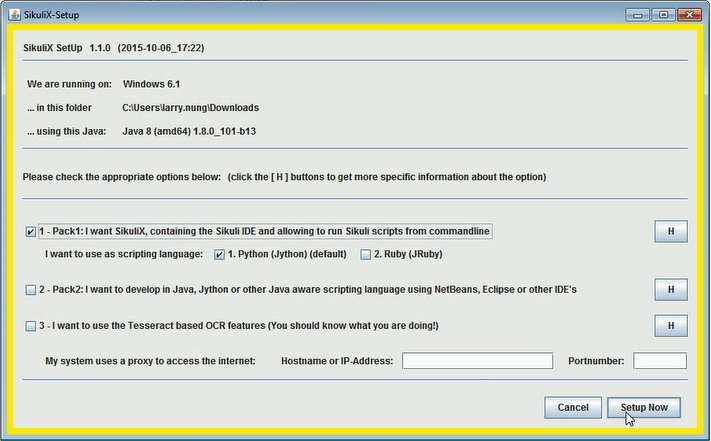 SikuliX-Setup
SikuliX SetUp 1.1.0 (2015-10-06_17:22)
We are running on: Windows 6.1
... in this folder C:\Users\larry.nung\Downloads
... using this Java: Java 8 (amd64) 1.8.0_101-b13
Please check the appropriate options below: (click the [ H ] buttons to get more specific information about the option)
1 - Pack1: I want SikuliX, containing the Sikuli IDE and allowing to run Sikuli scripts from commandline H
I want to use as scripting language: 1. Python (Jython) (default) 2. Ruby (JRuby)
2 - Pack2: I want to develop in Java, Jython or other Java aware scripting language using NetBeans, Eclipse or other IDE's H
3 - I want to use the Tesseract based OCR features (You should know what you are doing!) H
My system uses a proxy to access the internet: Hostname or IP-Address: Portnumber:
Cancel Setup Now